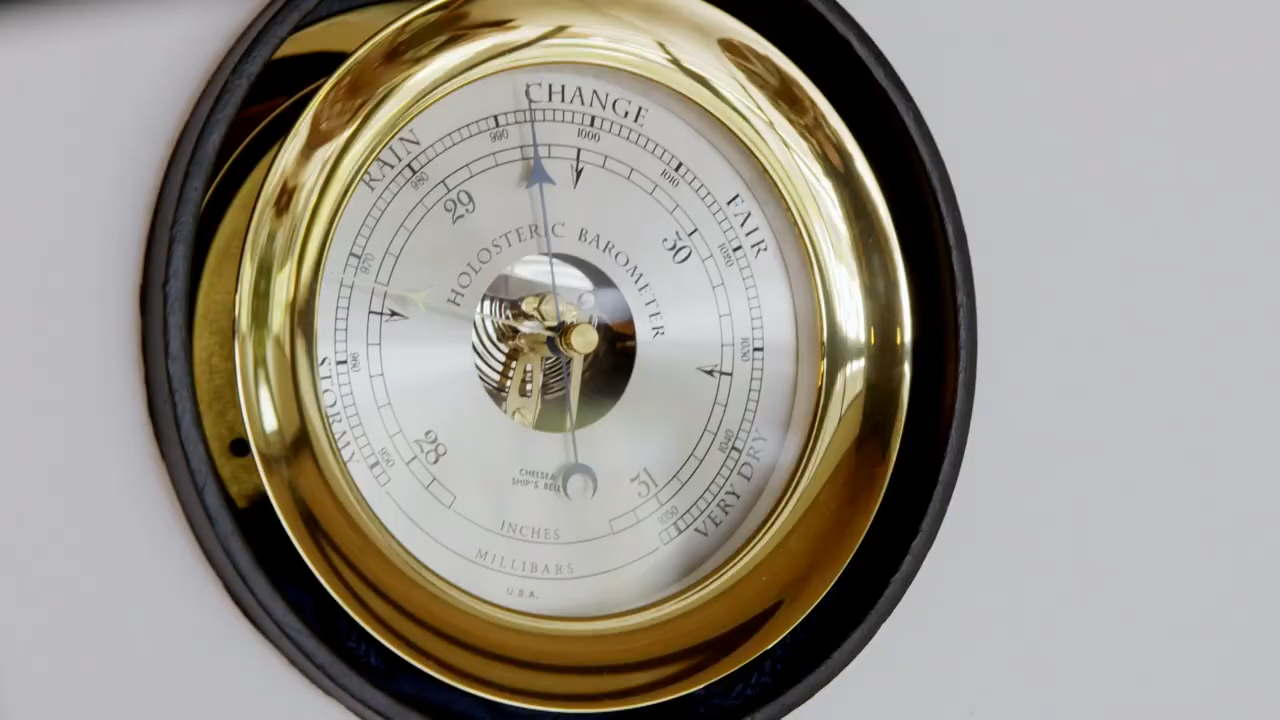 RAIN
CHANGE
FAIR
STORMY
VERY DRY
950
960
970
980
990
1000
1010
1020
1030
1040
1050
28
29
30
31
HOLOSTERIC BAROMETER
CHELSEA
SHIP'S BELL
INCHES
MILLIBARS
U.S.A.